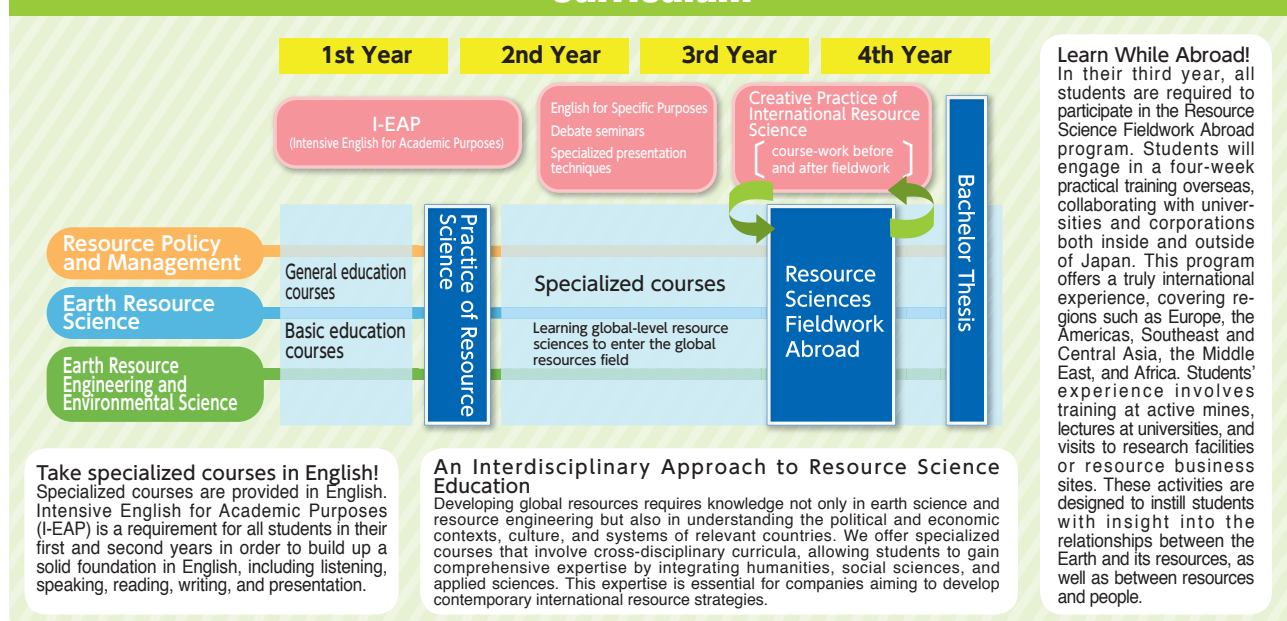 Curriculum
1st Year
2nd Year
3rd Year
4th Year
I-EAP
(Intensive English for Academic Purposes)
English for Specific Purposes
Debate seminars
Specialized presentation
techniques
Creative Practice of
International Resource
Science
course-work before
and after fieldwork
Resource Policy
and Management
Earth Resource
Science
Earth Resource
Engineering and
Environmental Science
General education
courses
Basic education
courses
Practice of Resource
Science
Specialized courses
Learning global-level resource
sciences to enter the global
resources field
Resource
Sciences
Fieldwork
Abroad
Bachelor Thesis
Take specialized courses in English!
Specialized courses are provided in English.
Intensive English for Academic Purposes
(I-EAP) is a requirement for all students in their
first and second years in order to build up a
solid foundation in English, including listening,
speaking, reading, writing, and presentation.
An Interdisciplinary Approach to Resource Science
Education
Developing global resources requires knowledge not only in earth science and
resource engineering but also in understanding the political and economic
contexts, culture, and systems of relevant countries. We offer specialized
courses that involve cross-disciplinary curricula, allowing students to gain
comprehensive expertise by integrating humanities, social sciences, and
applied sciences. This expertise is essential for companies aiming to develop
contemporary international resource strategies.
Learn While Abroad!
In their third year, all
students are required to
participate in the Resource
Science Fieldwork Abroad
program. Students will
engage in a four-week
practical training overseas,
collaborating with univer-
sities and corporations
both inside and outside
of Japan. This program
offers a truly international
experience, covering re-
gions such as Europe, the
Americas, Southeast and
Central Asia, the Middle
East, and Africa. Students'
experience involves
training at active mines,
lectures at universities, and
visits to research facilities
or resource business
sites. These activities are
designed to instill students
with insight into the
relationships between the
Earth and its resources, as
well as between resources
and people.